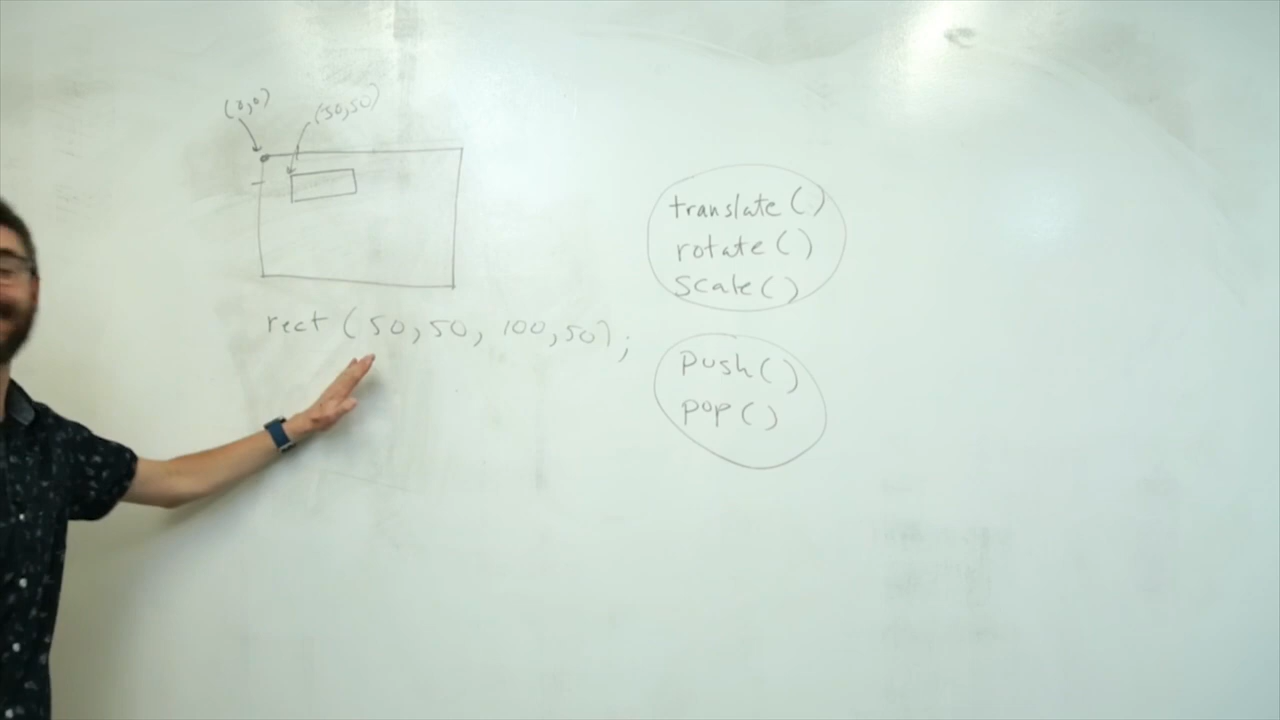 (0,0)
(50,50)
rect (50,50, 100,50);
translate ( )
rotate ( )
scale ( )
push ( )
pop ( )